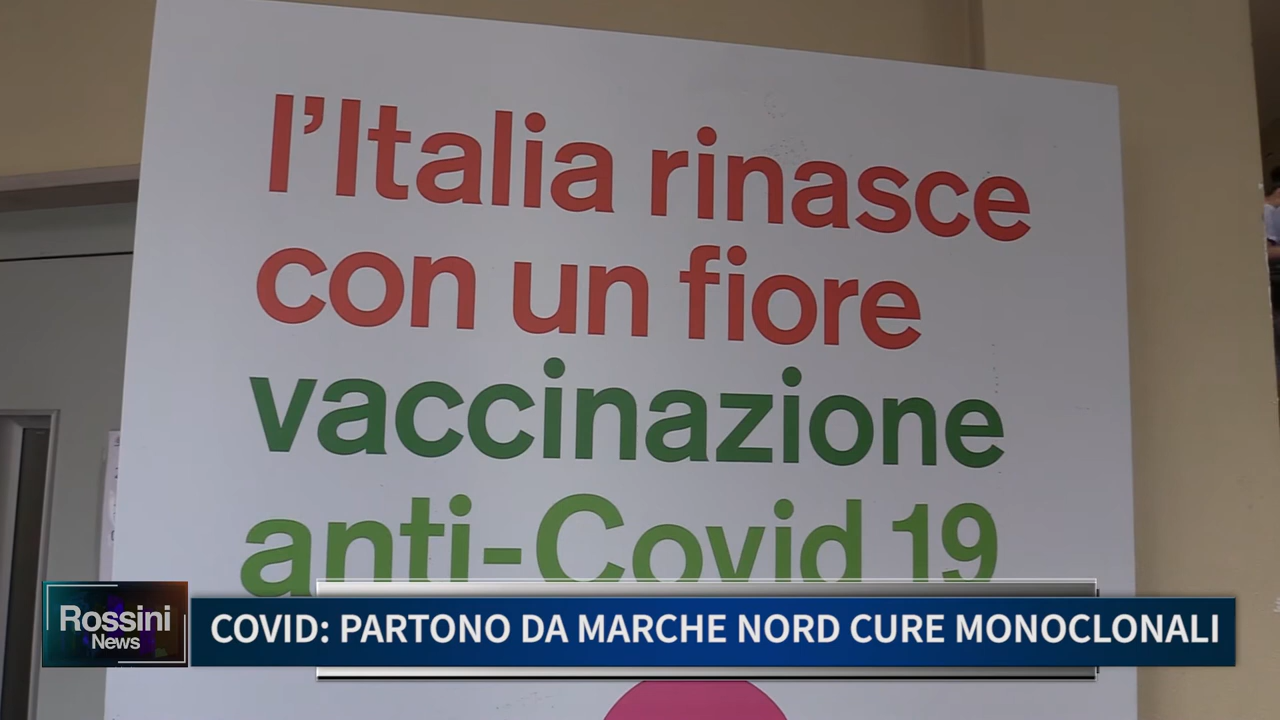 l'Italia rinasce
con un fiore
vaccinazione
anti-Covid 19
Rossini
News
COVID: PARTONO DA MARCHE NORD CURE MONOCLONALI